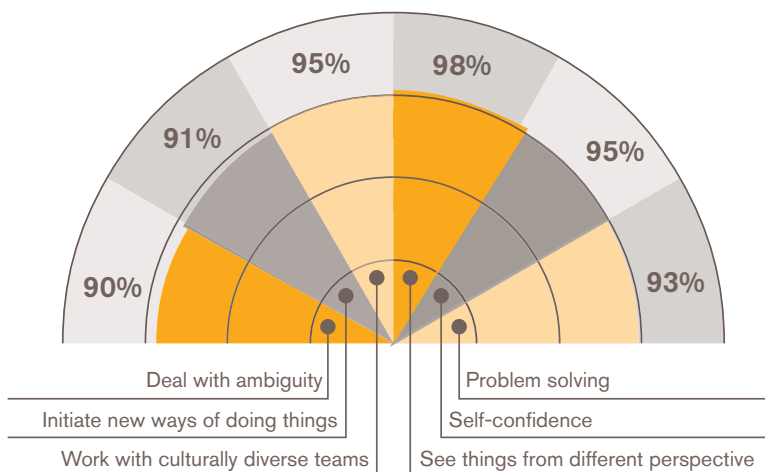 95%
98%
91%
95%
90%
93%
Deal with ambiguity
Problem solving
Initiate new ways of doing things
Self-confidence
Work with culturally diverse teams
See things from different perspective